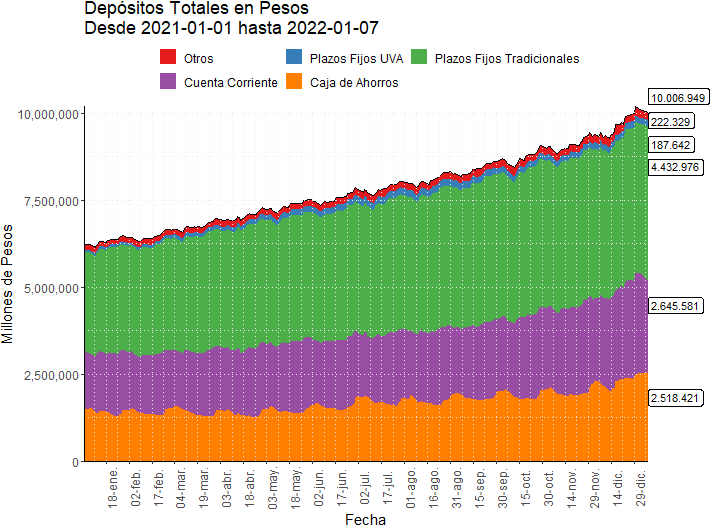 Depósitos Totales en Pesos
Desde 2021-01-01 hasta 2022-01-07
Otros
Plazos Fijos UVA
Plazos Fijos Tradicionales
Cuenta Corriente
Caja de Ahorros
Millones de Pesos
10,000,000
7,500,000
5,000,000
2,500,000
0
10.006.949
222.329
187.642
4.432.976
2.645.581
2.518.421
18-ene.
02-feb.
17-feb.
04-mar.
19-mar.
03-abr.
18-abr.
03-may.
18-may.
02-jun.
17-jun.
02-jul.
17-jul.
01-ago.
16-ago.
31-ago.
15-sep.
30-sep.
15-oct.
30-oct.
14-nov.
29-nov.
14-dic.
29-dic.
Fecha